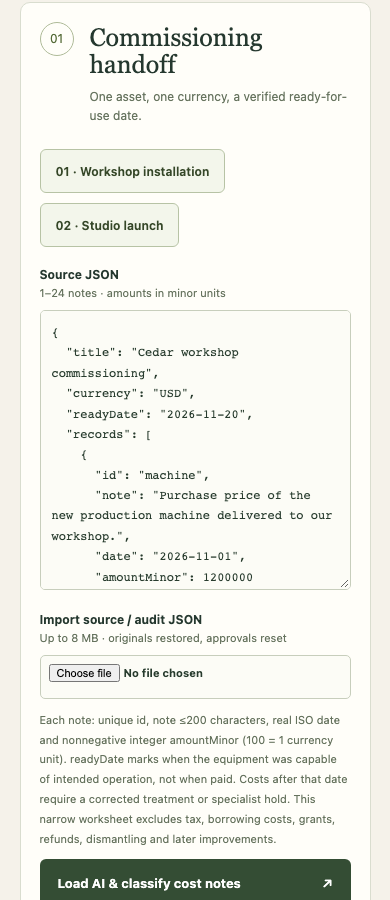 01
Commissioning
handoff
One asset, one currency, a verified ready-for-
use date.
01 · Workshop installation
02 · Studio launch
Source JSON
1–24 notes · amounts in minor units
{
"title": "Cedar workshop
commissioning",
"currency": "USD",
"readyDate": "2026-11-20",
"records": [
{
"id": "machine",
"note": "Purchase price of the
new production machine delivered to our
workshop.",
"date": "2026-11-01",
"amountMinor": 1200000
Import source / audit JSON
Up to 8 MB · originals restored, approvals reset
Choose file No file chosen
Each note: unique id, note ≤200 characters, real ISO date
and nonnegative integer amountMinor (100 = 1 currency
unit). readyDate marks when the equipment was capable
of intended operation, not when paid. Costs after that date
require a corrected treatment or specialist hold. This
narrow worksheet excludes tax, borrowing costs, grants,
refunds, dismantling and later improvements.
Load AI & classify cost notes ↗